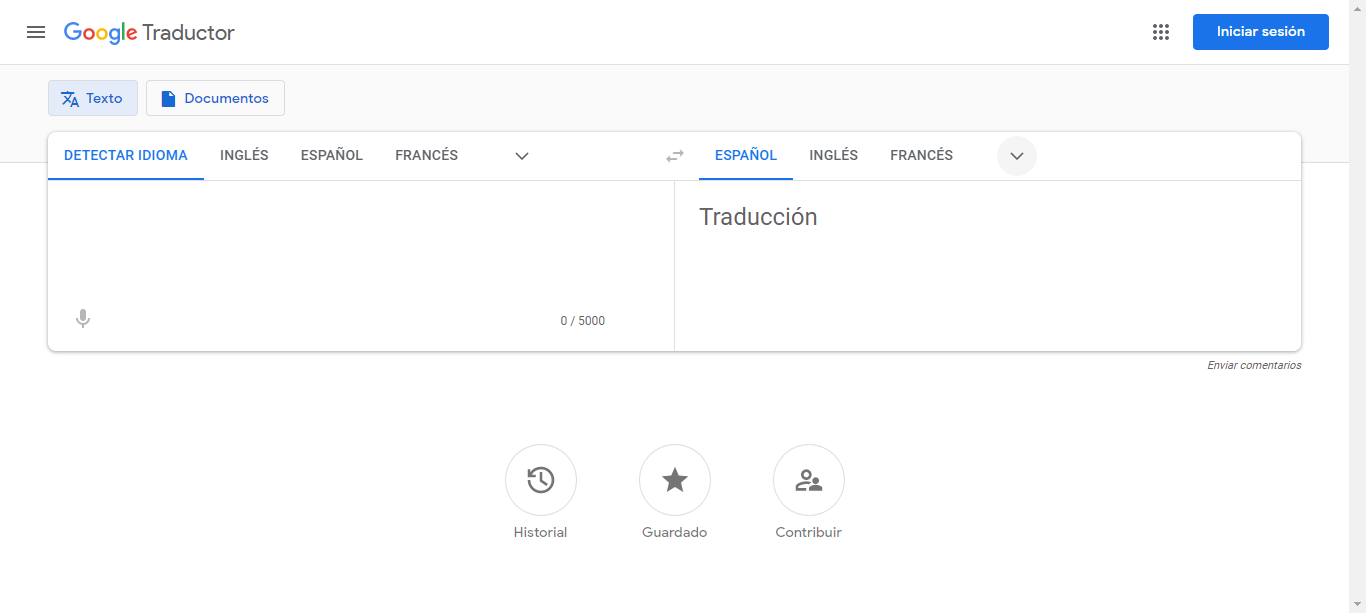 Google Traductor
Iniciar sesión
Texto
Documentos
DETECTAR IDIOMA
INGLÉS
ESPAÑOL
FRANCÉS
ESPAÑOL
INGLÉS
FRANCÉS
Traducción
0 / 5000
Enviar comentarios
Historial
Guardado
Contribuir